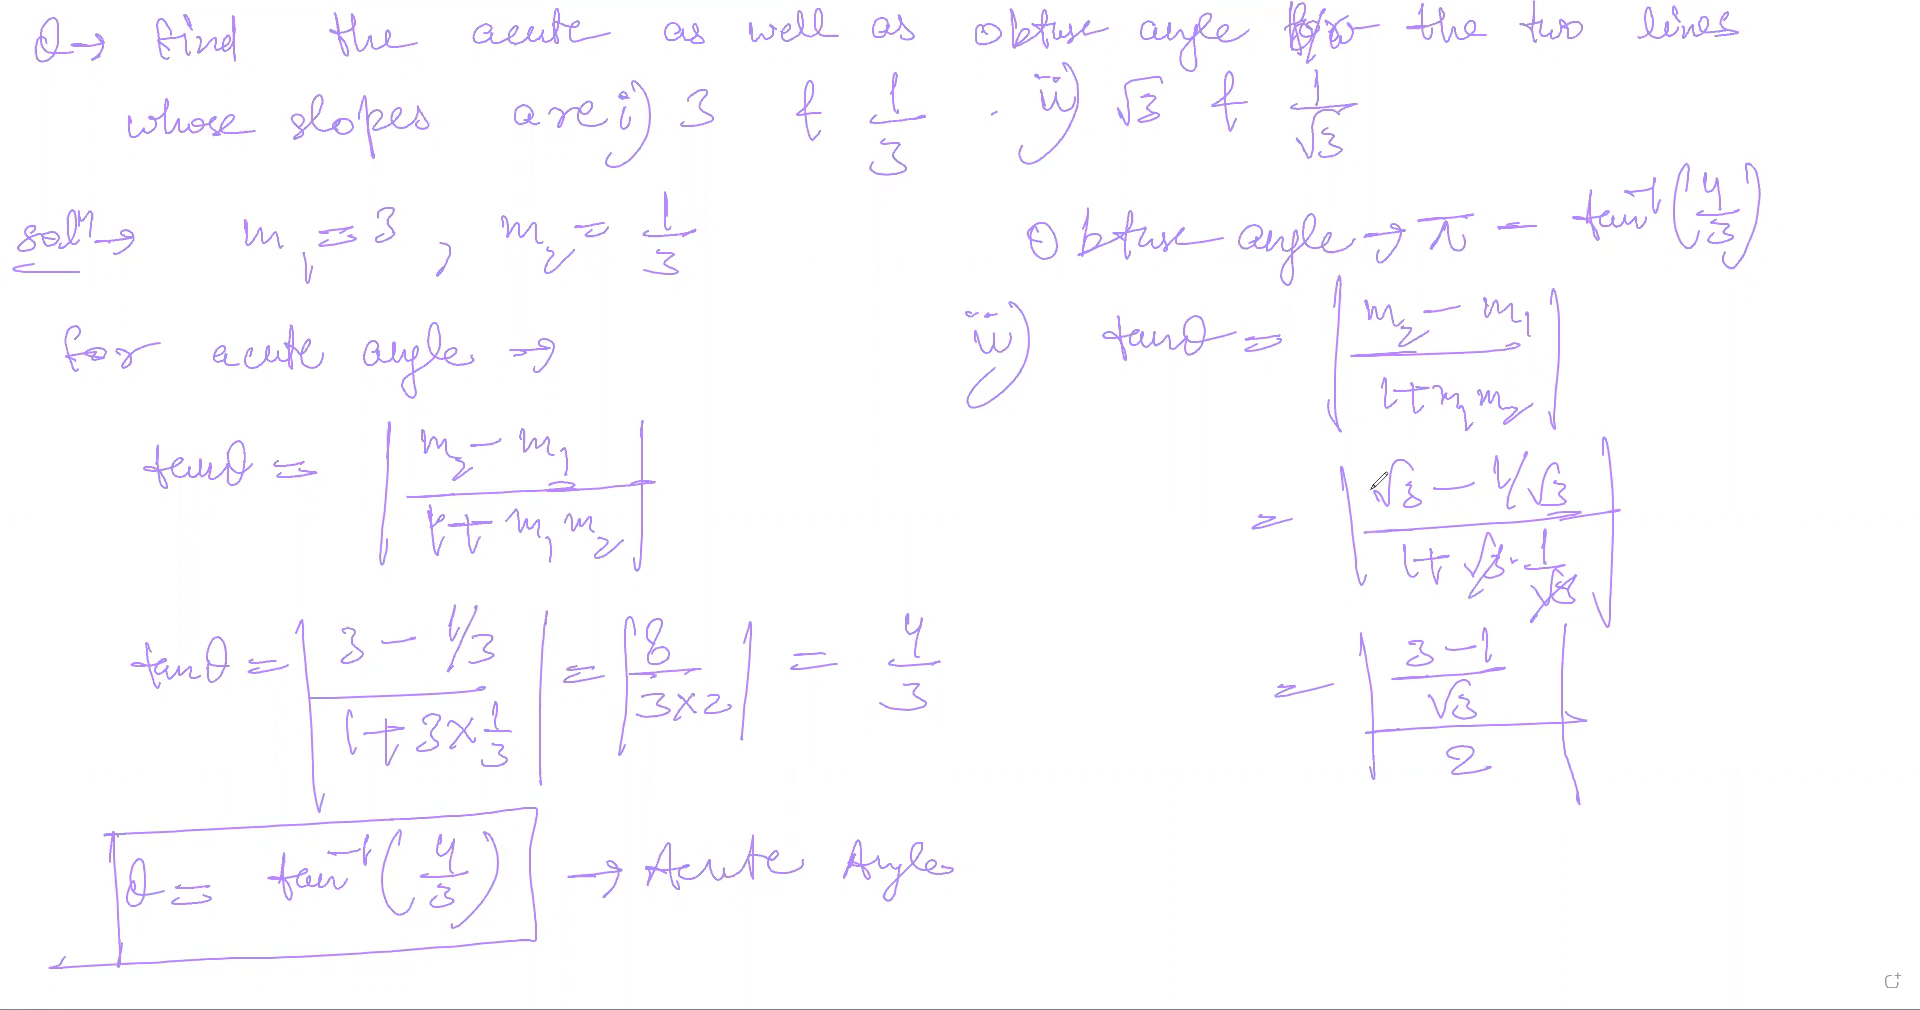 Q→ find the acute as well as obtuse angle for the two lines
whose slopes are i) 3 & 1/3 . ii) √3 & 1/√3
solⁿ→ m₁ = 3 , m₂ = 1/3
for acute angle →
tanθ = |(m₂ - m₁)/(1 + m₁ m₂)|
tanθ = |(3 - 1/3)/(1 + 3×1/3)| = |8/(3×2)| = 4/3
θ = tan⁻¹(4/3) → Acute Angle
Obtuse angle → π - tan⁻¹(4/3)
ii) tanθ = |(m₂ - m₁)/(1 + m₁ m₂)|
= |(√3 - 1/√3)/(1 + √3 · 1/√3)|
= |((3 - 1)/√3)/2|